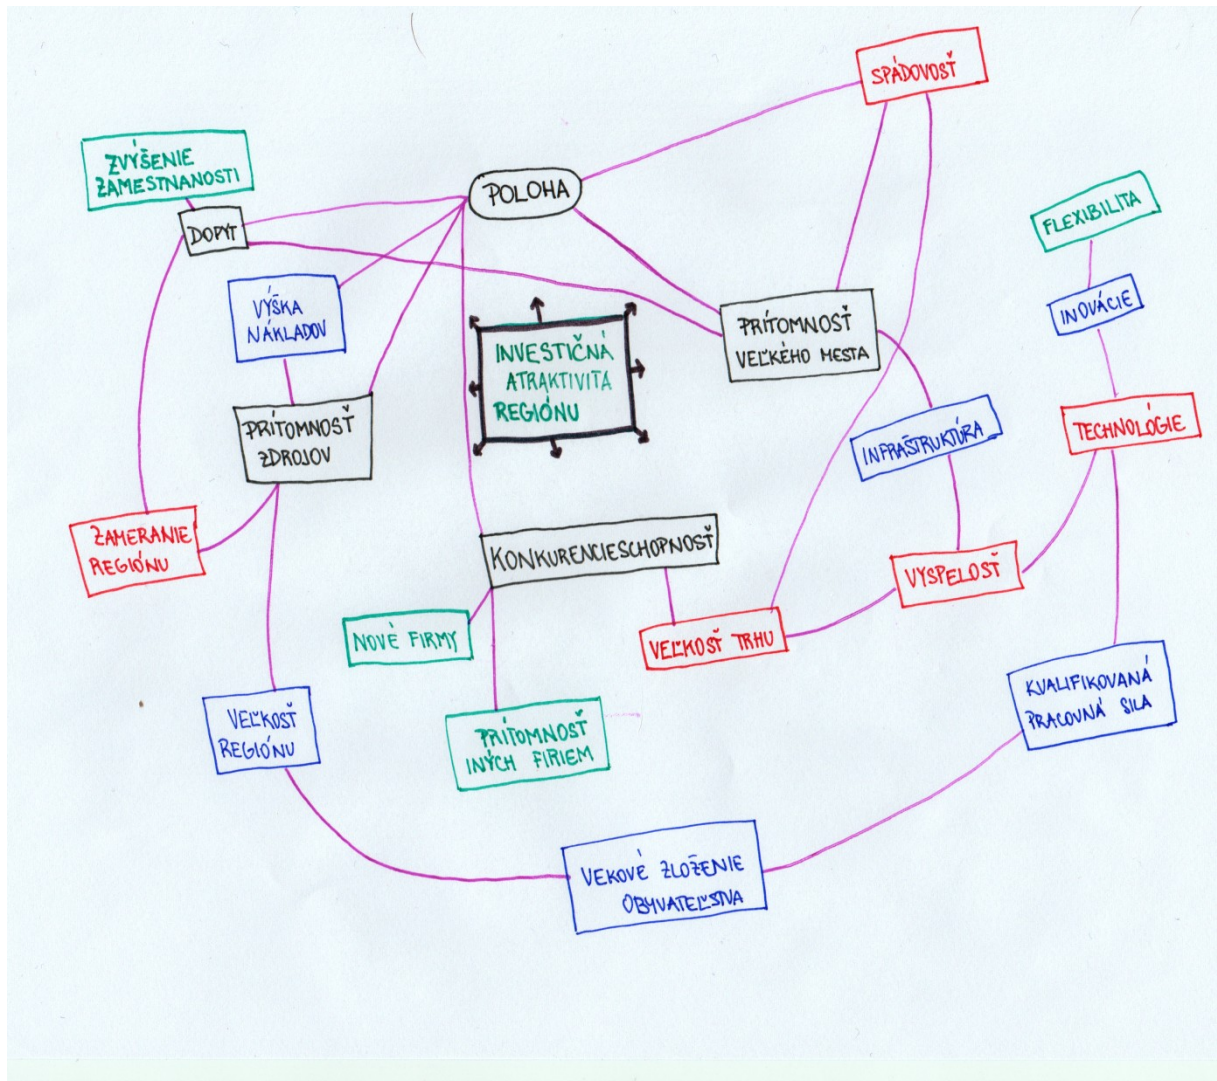 SPÁDOVOSŤ
ZVÝŠENIE
ZAMESTNANOSTI
POLOHA
DOPYT
FLEXIBILITA
VÝŠKA
NÁKLADOV
INOVÁCIE
PRÍTOMNOSŤ
VEĽKÉHO MESTA
INVESTIČNÁ
ATRAKTIVITA
REGIÓNU
PRÍTOMNOSŤ
ZDROJOV
INFRAŠTRUKTÚRA
TECHNOLÓGIE
ZAMERANIE
REGIÓNU
KONKURENCIESCHOPNOSŤ
VYSPELOSŤ
NOVÉ FIRMY
VEĽKOSŤ TRHU
KVALIFIKOVANÁ
PRACOVNÁ SILA
VEĽKOSŤ
REGIÓNU
PRÍTOMNOSŤ
INÝCH FIRIEM
VEKOVÉ ZLOŽENIE
OBYVATEĽSTVA